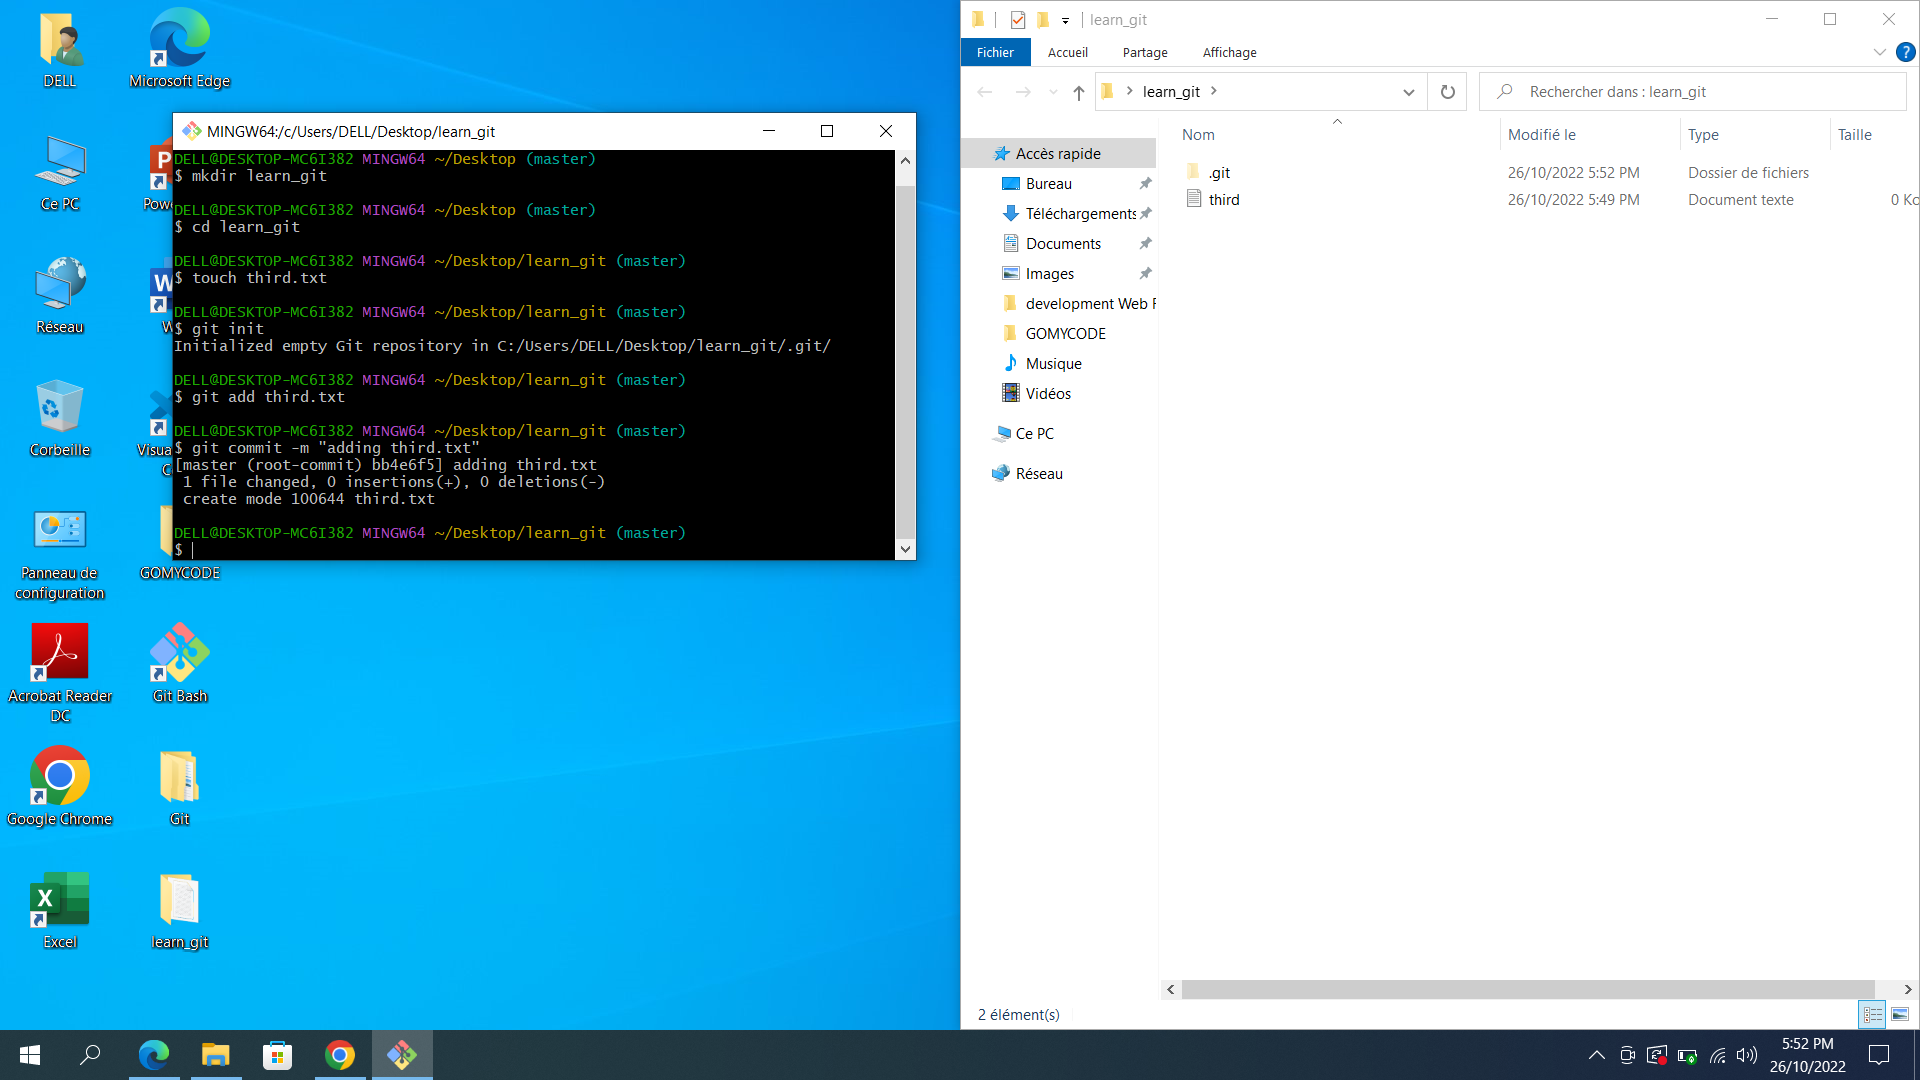 DELL
Microsoft Edge
Ce PC
Réseau
Corbeille
Panneau de
configuration
GOMYCODE
Acrobat Reader
DC
Git Bash
Google Chrome
Git
Excel
learn_git
MINGW64:/c/Users/DELL/Desktop/learn_git
DELL@DESKTOP-MC6I382 MINGW64 ~/Desktop (master)
$ mkdir learn_git
DELL@DESKTOP-MC6I382 MINGW64 ~/Desktop (master)
$ cd learn_git
DELL@DESKTOP-MC6I382 MINGW64 ~/Desktop/learn_git (master)
$ touch third.txt
DELL@DESKTOP-MC6I382 MINGW64 ~/Desktop/learn_git (master)
$ git init
Initialized empty Git repository in C:/Users/DELL/Desktop/learn_git/.git/
DELL@DESKTOP-MC6I382 MINGW64 ~/Desktop/learn_git (master)
$ git add third.txt
DELL@DESKTOP-MC6I382 MINGW64 ~/Desktop/learn_git (master)
$ git commit -m "adding third.txt"
[master (root-commit) bb4e6f5] adding third.txt
1 file changed, 0 insertions(+), 0 deletions(-)
create mode 100644 third.txt
DELL@DESKTOP-MC6I382 MINGW64 ~/Desktop/learn_git (master)
$
learn_git
Fichier Accueil Partage Affichage
learn_git
Rechercher dans : learn_git
Nom Modifié le Type Taille
.git 26/10/2022 5:52 PM Dossier de fichiers
third 26/10/2022 5:49 PM Document texte 0 Ko
Accès rapide
Bureau
Téléchargements
Documents
Images
development Web
GOMYCODE
Musique
Vidéos
Ce PC
Réseau
2 élément(s)
5:52 PM
26/10/2022